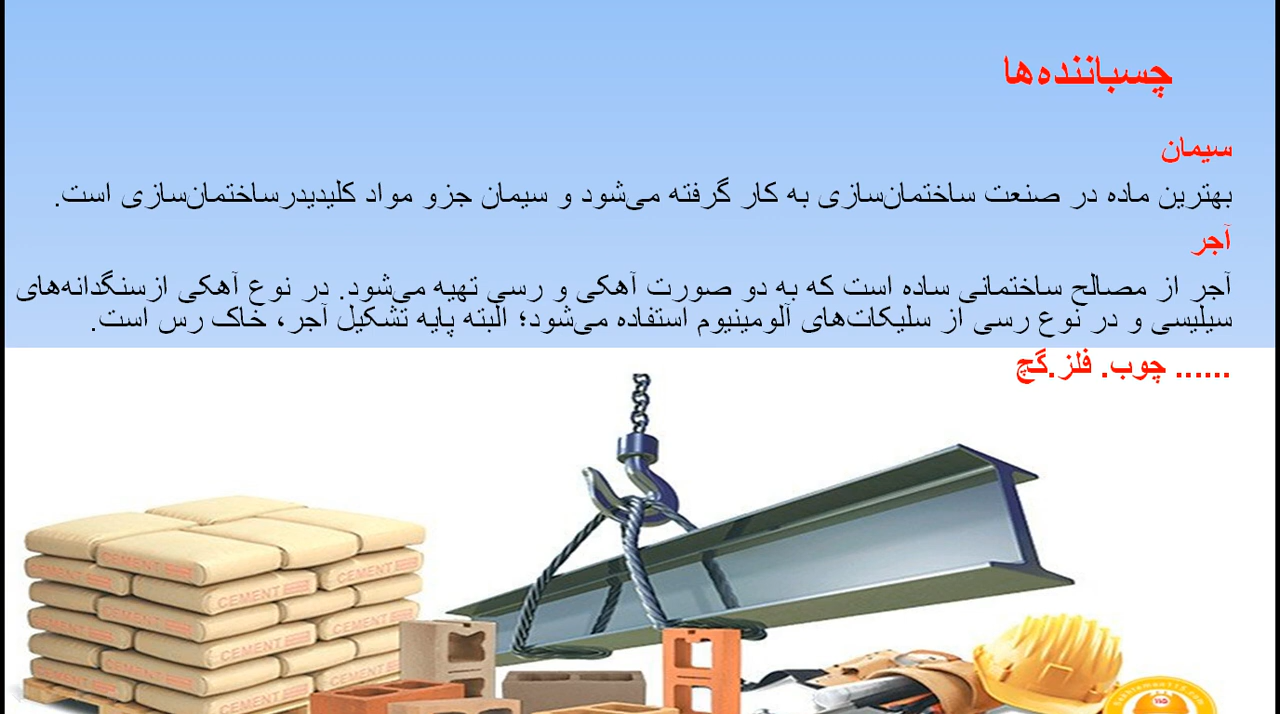 چسباننده‌ها
سیمان
بهترین ماده در صنعت ساختمان‌سازی به کار گرفته می‌شود و سیمان جزو مواد کلیدیدرساختمان‌سازی است.
آجر
آجر از مصالح ساختمانی ساده است که به دو صورت آهکی و رسی تهیه می‌شود. در نوع آهکی ازسنگدانه‌های
سیلیسی و در نوع رسی از سلیکات‌های آلومینیوم استفاده می‌شود؛ البته پایه تشکیل آجر، خاک رس است.
...... چوب. فلز.گچ
CEMENT
CEMENT
CEMENT
CEMENT
CEMENT
CEMENT
CEMENT
CEMENT
CEMENT
CEMENT